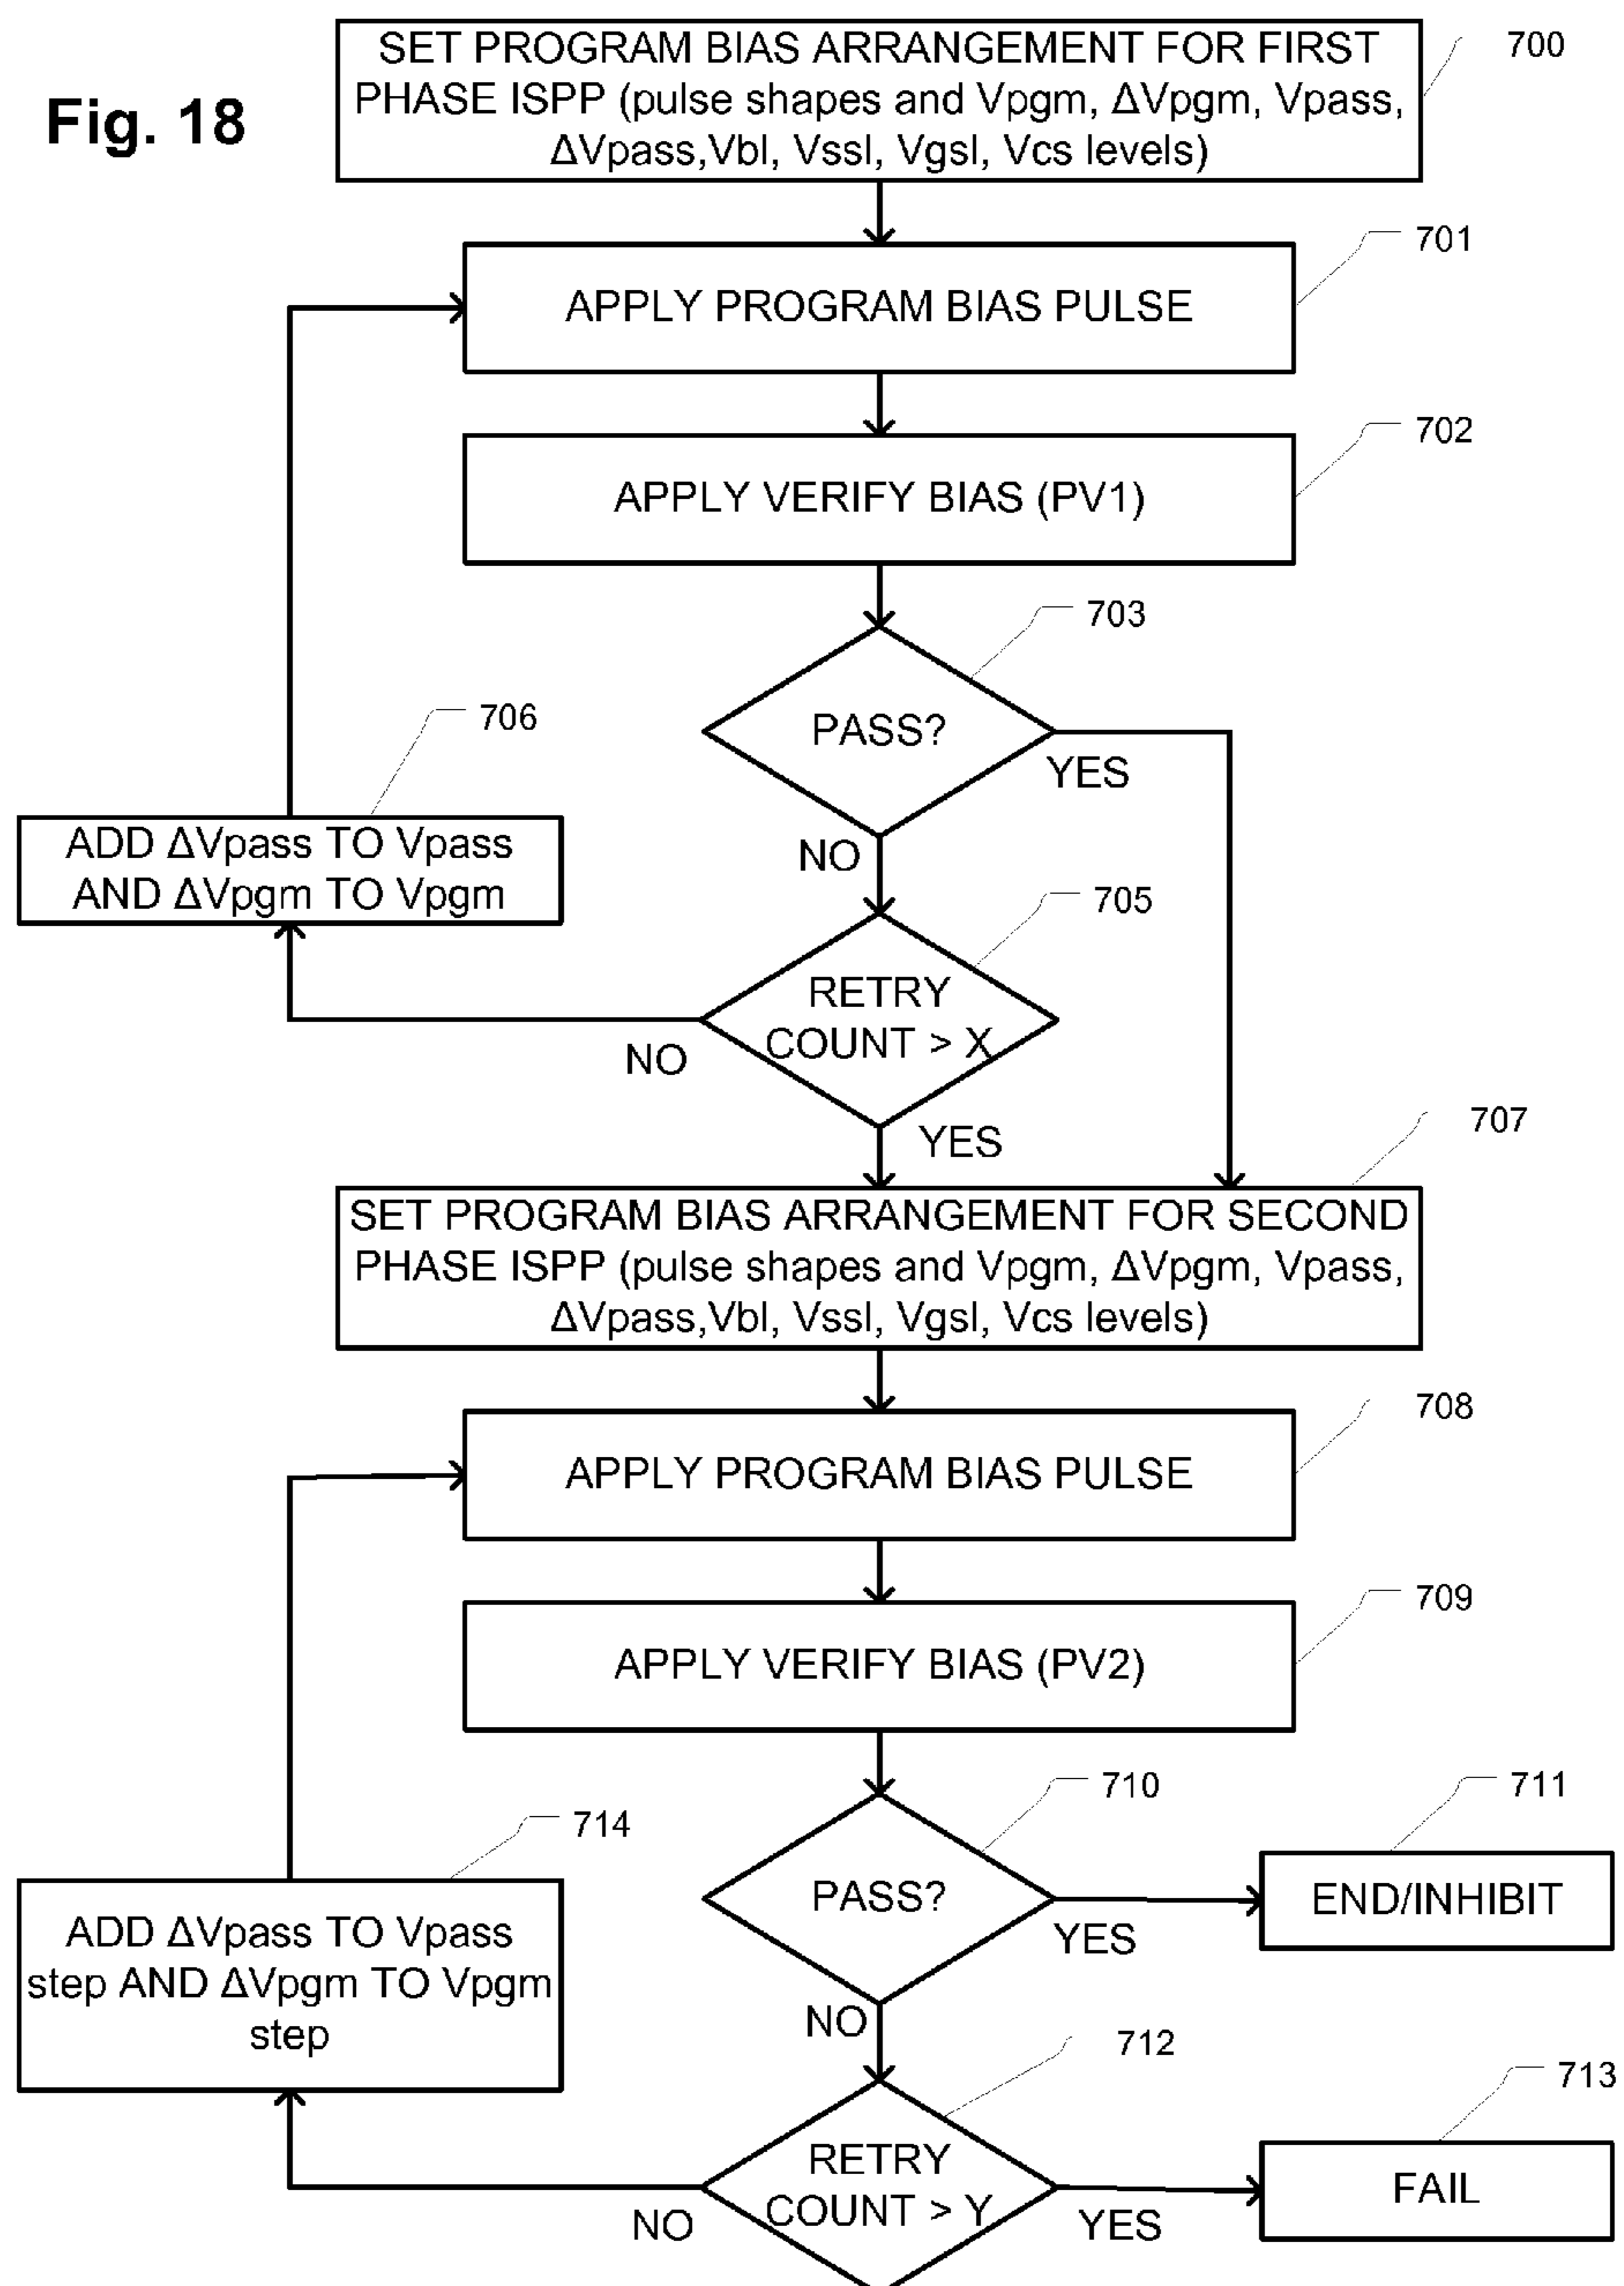 Fig. 18
SET PROGRAM BIAS ARRANGEMENT FOR FIRST
PHASE ISPP (pulse shapes and Vpgm, ΔVpgm, Vpass,
ΔVpass,Vbl, Vssl, Vgsl, Vcs levels)
700
APPLY PROGRAM BIAS PULSE
701
APPLY VERIFY BIAS (PV1)
702
PASS?
703
YES
NO
RETRY
COUNT > X
705
NO
YES
ADD ΔVpass TO Vpass
AND ΔVpgm TO Vpgm
706
SET PROGRAM BIAS ARRANGEMENT FOR SECOND
PHASE ISPP (pulse shapes and Vpgm, ΔVpgm, Vpass,
ΔVpass,Vbl, Vssl, Vgsl, Vcs levels)
707
APPLY PROGRAM BIAS PULSE
708
APPLY VERIFY BIAS (PV2)
709
PASS?
710
YES
END/INHIBIT
711
NO
RETRY
COUNT > Y
712
YES
FAIL
713
NO
ADD ΔVpass TO Vpass
step AND ΔVpgm TO Vpgm
step
714